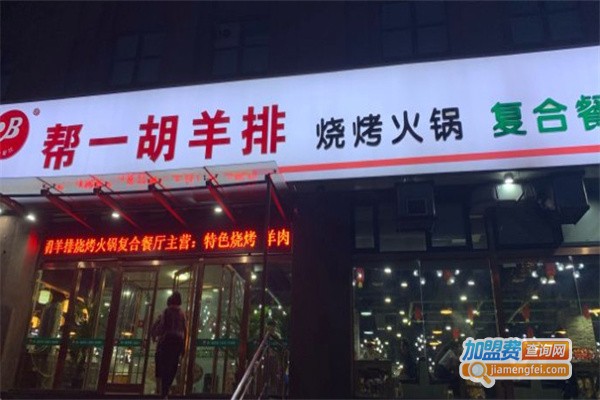 B ®
帮一胡羊排 烧烤火锅 复合餐
羊排烧烤火锅复合餐厅主营：特色烧烤 羊肉
加盟费查询网
jiamengfei.com